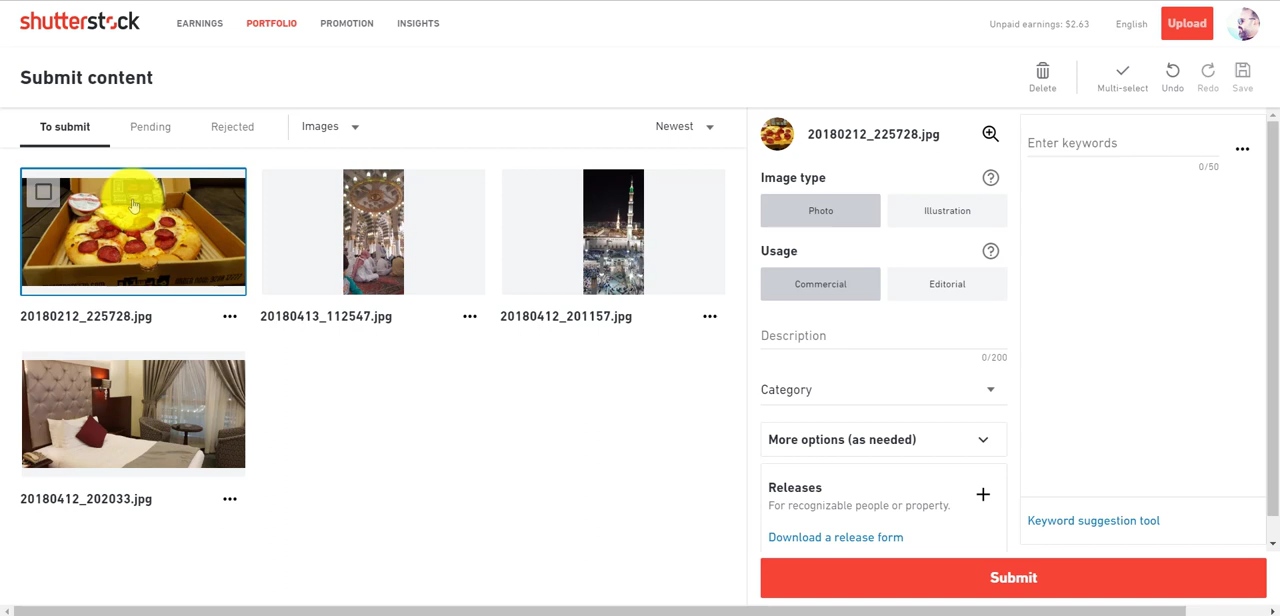 shutterstock
EARNINGS PORTFOLIO PROMOTION INSIGHTS
Unpaid earnings: $2.63 English Upload
Submit content
Delete Multi-select Undo Redo Save
To submit Pending Rejected Images Newest
20180212_225728.jpg
20180413_112547.jpg
20180412_201157.jpg
20180412_202033.jpg
20180212_225728.jpg
Image type
Photo Illustration
Usage
Commercial Editorial
Description
0/200
Category
More options (as needed)
Releases
For recognizable people or property.
Download a release form
Enter keywords
0/50
Keyword suggestion tool
Submit